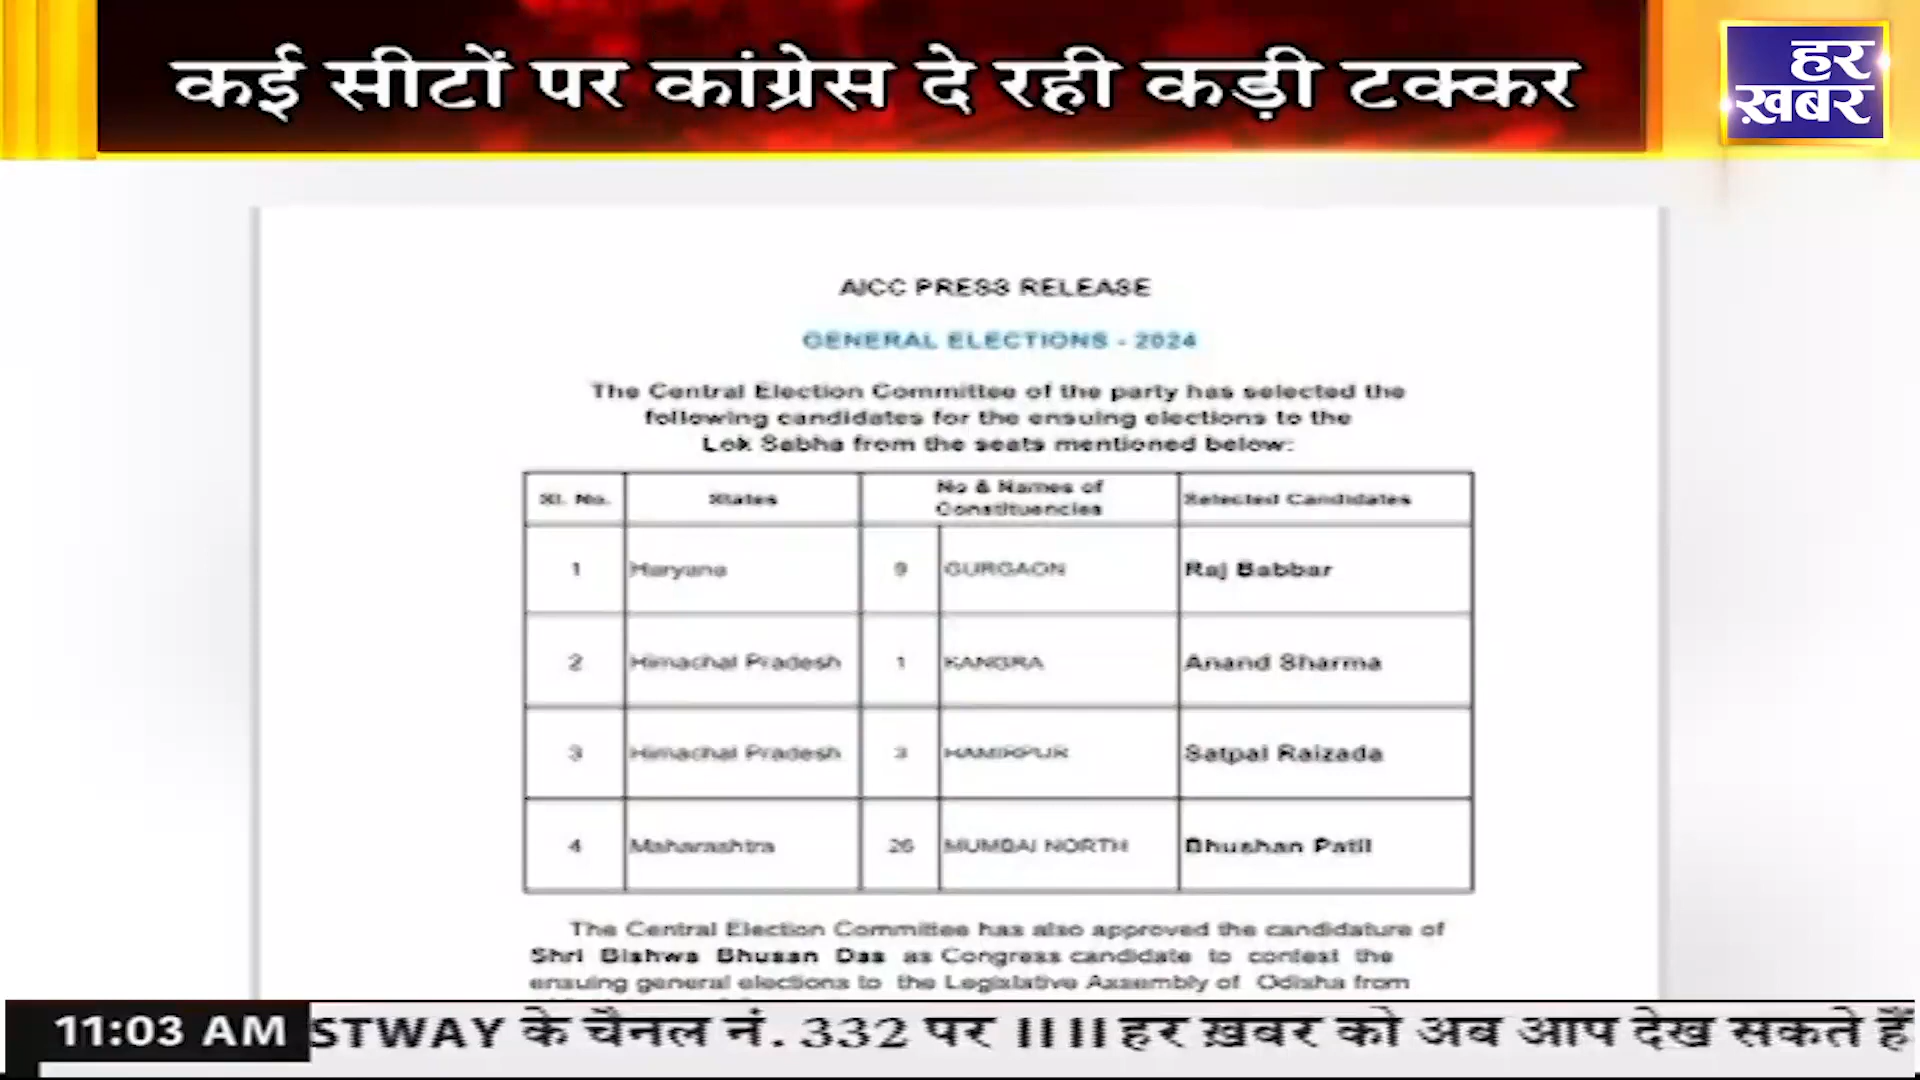 कई सीटों पर कांग्रेस दे रही कड़ी टक्कर
हर
ख़बर
AICC PRESS RELEASE
GENERAL ELECTIONS - 2024
The Central Election Committee of the party has selected the
following candidates for the ensuing elections to the
Lok Sabha from the seats mentioned below:
Sl. No. States No & Names of Constituencies Selected Candidates
1 Haryana 9 GURGAON Raj Babbar
2 Himachal Pradesh 1 KANGRA Anand Sharma
3 Himachal Pradesh 3 HAMIRPUR Satpal Raizada
4 Maharashtra 26 MUMBAI NORTH Bhushan Patil
The Central Election Committee has also approved the candidature of
Shri Bishwa Bhusan Das as Congress candidate to contest the
ensuing general elections to the Legislative Assembly of Odisha from
11:03 AM STWAY के चैनल नं. 332 पर ।।।। हर ख़बर को अब आप देख सकते हैं